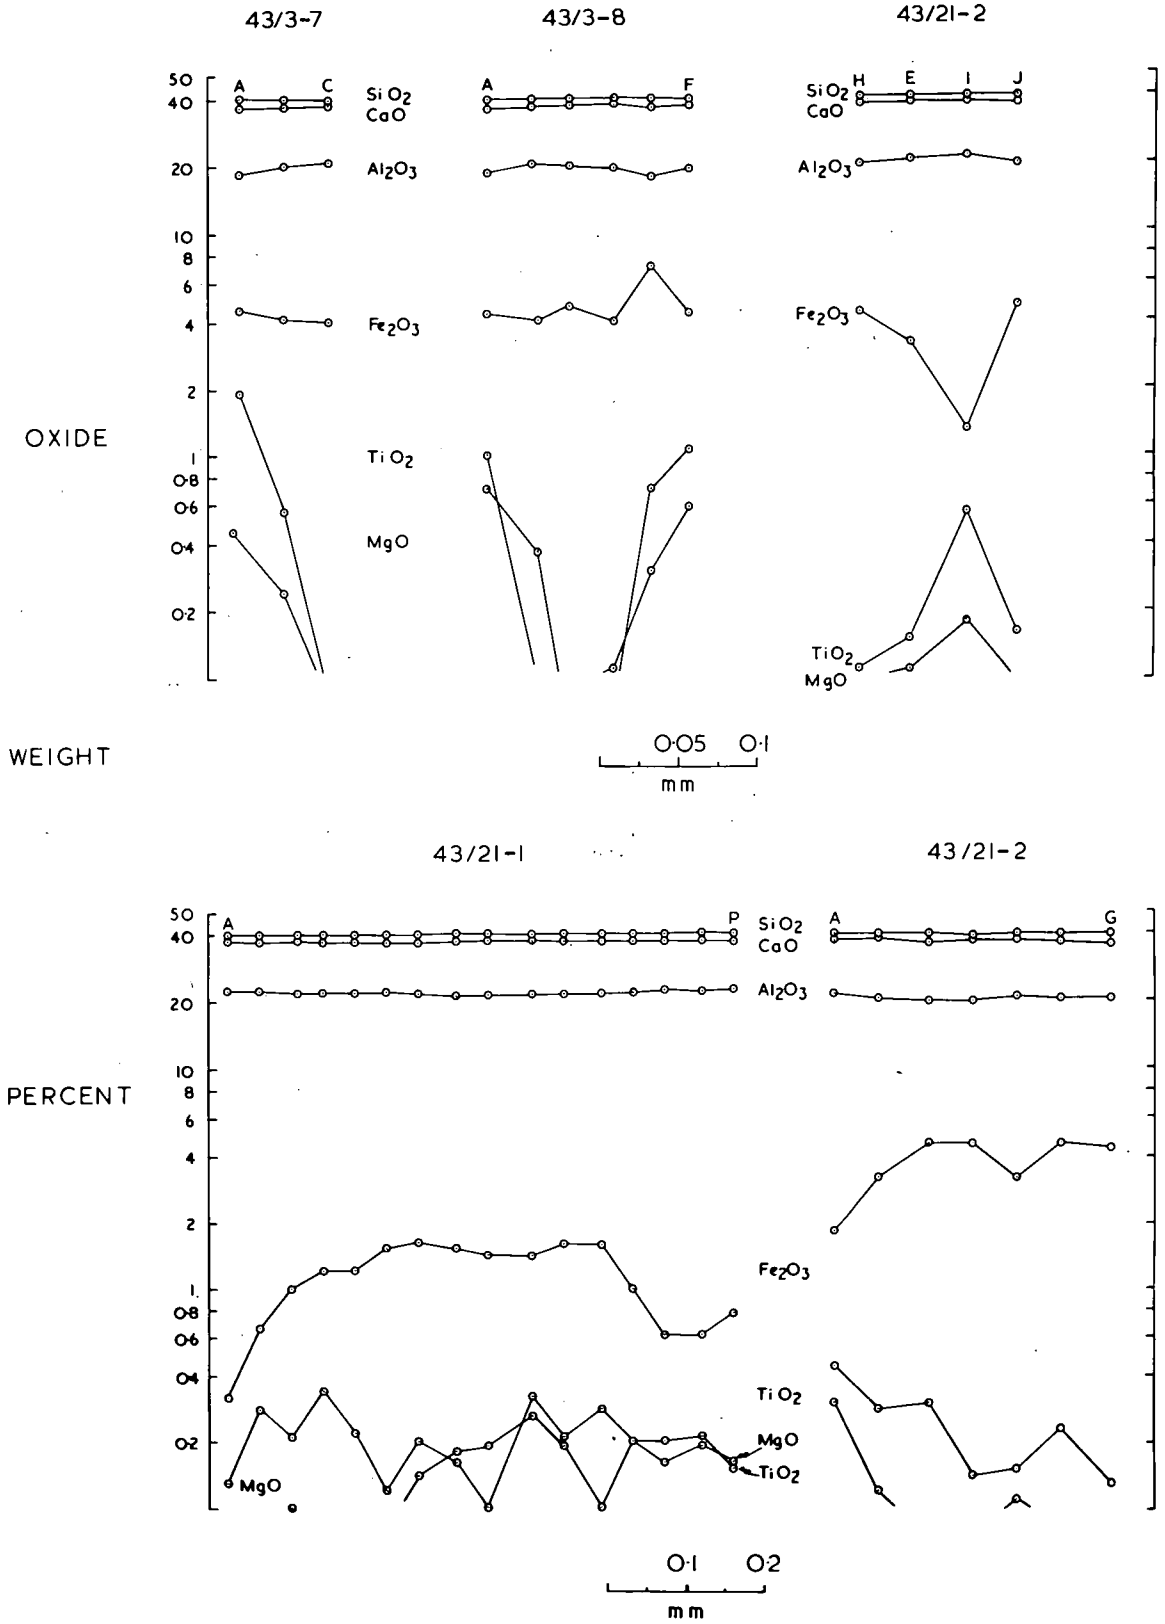 43/3-7 43/3-8 43/21-2
50 A C SiO2 A F H E I J
40 CaO SiO2 CaO
20 Al2O3 Al2O3
10
8
6
4 Fe2O3 Fe2O3
2
OXIDE
1 TiO2
0·8
0·6
0·4 MgO
0·2
TiO2
MgO
WEIGHT
0·05 0·1
mm
43/21-1 43/21-2
50 A P SiO2 A G
40 CaO
20 Al2O3
10
8
PERCENT
6
4
2
Fe2O3
1
0·8
0·6
0·4 TiO2
0·2 MgO
TiO2
MgO
0·1 0·2
mm